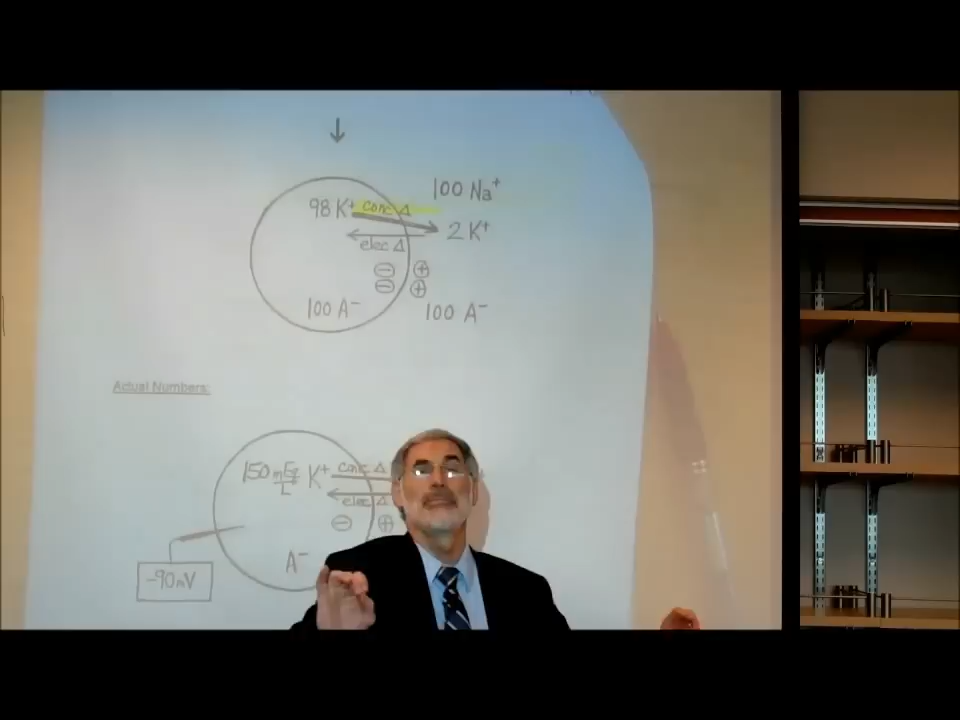 100 Na⁺
98 K⁺ conc Δ
2 K⁺
elec Δ
⊖ ⊕
⊖ ⊕
100 A⁻ 100 A⁻
Actual Numbers:
150 mEq/L K⁺ conc Δ
elec Δ
⊖ ⊕
A⁻
-90mV